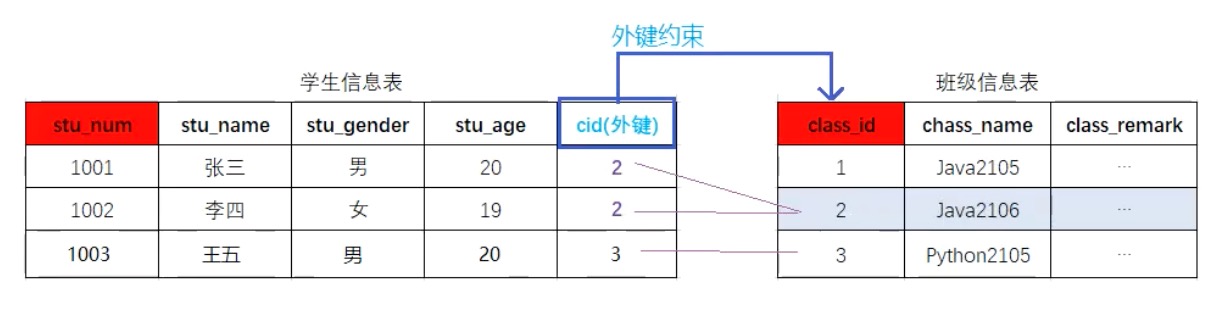 外键约束
学生信息表
班级信息表
stu_num stu_name stu_gender stu_age cid(外键) class_id chass_name class_remark
1001 张三 男 20 2 1 Java2105 ...
1002 李四 女 19 2 2 Java2106 ...
1003 王五 男 20 3 3 Python2105 ...